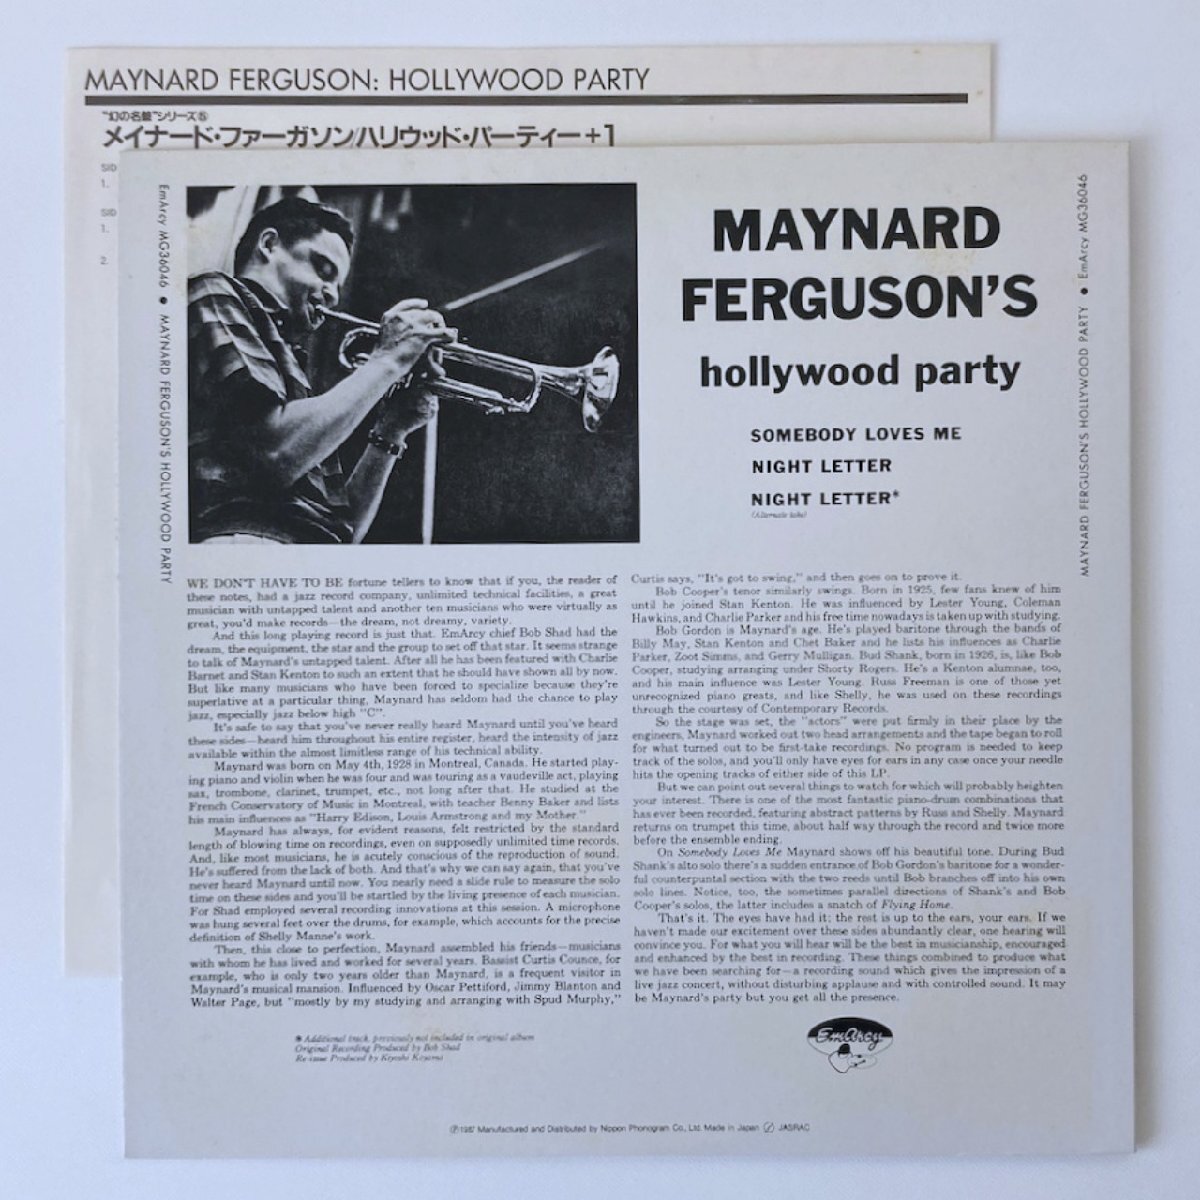 MAYNARD FERGUSON: HOLLYWOOD PARTY
"幻の名盤"シリーズ⑤
メイナード・ファーガソン/ハリウッド・パーティー+1
SID
1.
SID
1.
2.
EmArcy MG36046 ● MAYNARD FERGUSON'S HOLLYWOOD PARTY
MAYNARD
FERGUSON'S
hollywood party
SOMEBODY LOVES ME
NIGHT LETTER
NIGHT LETTER*
(Alternate take)
MAYNARD FERGUSON'S HOLLYWOOD PARTY ● EmArcy MG36046
WE DON'T HAVE TO BE fortune tellers to know that if you, the reader of
these notes, had a jazz record company, unlimited technical facilities, a great
musician with untapped talent and another ten musicians who were virtually as
great, you'd make records—the dream, not dreamy, variety.
And this long playing record is just that. EmArcy chief Bob Shad had the
dream, the equipment, the star and the group to set off that star. It seems strange
to talk of Maynard's untapped talent. After all he has been featured with Charlie
Barnet and Stan Kenton to such an extent that he should have shown all by now.
But like many musicians who have been forced to specialize because they're
superlative at a particular thing, Maynard has seldom had the chance to play
jazz, especially jazz below high "C".
It's safe to say that you've never really heard Maynard until you've heard
these sides—heard him throughout his entire register, heard the intensity of jazz
available within the almost limitless range of his technical ability.
Maynard was born on May 4th, 1928 in Montreal, Canada. He started play-
ing piano and violin when he was four and was touring as a vaudeville act, playing
sax, trombone, clarinet, trumpet, etc., not long after that. He studied at the
French Conservatory of Music in Montreal, with teacher Benny Baker and lists
his main influences as "Harry Edison, Louis Armstrong and my Mother."
Maynard has always, for evident reasons, felt restricted by the standard
length of blowing time on recordings, even on supposedly unlimited time records.
And, like most musicians, he is acutely conscious of the reproduction of sound.
He's suffered from the lack of both. And that's why we can say again, that you've
never heard Maynard until now. You nearly need a slide rule to measure the solo
time on these sides and you'll be startled by the living presence of each musician.
For Shad employed several recording innovations at this session. A microphone
was hung several feet over the drums, for example, which accounts for the precise
definition of Shelly Manne's work.
Then, this close to perfection, Maynard assembled his friends—musicians
with whom he has lived and worked for several years. Bassist Curtis Counce, for
example, who is only two years older than Maynard, is a frequent visitor in
Maynard's musical mansion. Influenced by Oscar Pettiford, Jimmy Blanton and
Walter Page, but "mostly by my studying and arranging with Spud Murphy,"
Curtis says, "It's got to swing," and then goes on to prove it.
Bob Cooper's tenor similarly swings. Born in 1925, few fans knew of him
until he joined Stan Kenton. He was influenced by Lester Young, Coleman
Hawkins, and Charlie Parker and his free time nowadays is taken up with studying.
Bob Gordon is Maynard's age. He's played baritone through the bands of
Billy May, Stan Kenton and Chet Baker and he lists his influences as Charlie
Parker, Zoot Simms, and Gerry Mulligan. Bud Shank, born in 1926, is, like Bob
Cooper, studying arranging under Shorty Rogers. He's a Kenton alumnae, too,
and his main influence was Lester Young. Russ Freeman is one of those yet
unrecognized piano greats, and like Shelly, he was used on these recordings
through the courtesy of Contemporary Records.
So the stage was set, the "actors" were put firmly in their place by the
engineers, Maynard worked out two head arrangements and the tape began to roll
for what turned out to be first-take recordings. No program is needed to keep
track of the solos, and you'll only have eyes for ears in any case once your needle
hits the opening tracks of either side of this LP.
But we can point out several things to watch for which will probably heighten
your interest. There is one of the most fantastic piano-drum combinations that
has ever been recorded, featuring abstract patterns by Russ and Shelly. Maynard
returns on trumpet this time, about half way through the record and twice more
before the ensemble ending.
On Somebody Loves Me Maynard shows off his beautiful tone. During Bud
Shank's alto solo there's a sudden entrance of Bob Gordon's baritone for a wonder-
ful counterpuntal section with the two reeds until Bob branches off into his own
solo lines. Notice, too, the sometimes parallel directions of Shank's and Bob
Cooper's solos, the latter includes a snatch of Flying Home.
That's it. The eyes have had it; the rest is up to the ears, your ears. If we
haven't made our excitement over these sides abundantly clear, one hearing will
convince you. For what you will hear will be the best in musicianship, encouraged
and enhanced by the best in recording. These things combined to produce what
we have been searching for—a recording sound which gives the impression of a
live jazz concert, without disturbing applause and with controlled sound. It may
be Maynard's party but you get all the presence.
* Additional track, previously not included in original album
Original Recording Produced by Bob Shad
Re-issue Produced by Kiyoshi Koyama
EmArcy
℗1987 Manufactured and Distributed by Nippon Phonogram Co., Ltd. Made in Japan JASRAC